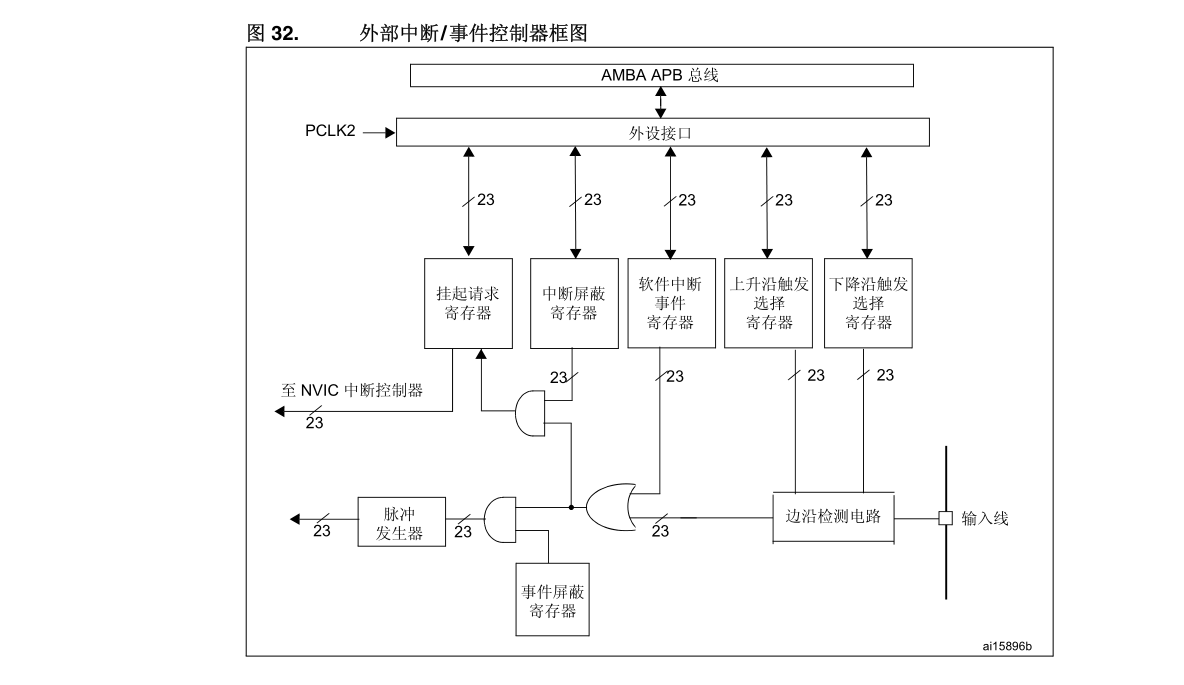 图 32. 外部中断/事件控制器框图
AMBA APB 总线
PCLK2
外设接口
23 23 23 23 23
挂起请求
寄存器
中断屏蔽
寄存器
软件中断
事件
寄存器
上升沿触发
选择
寄存器
下降沿触发
选择
寄存器
23 23 23 23
至 NVIC 中断控制器
23
脉冲
发生器
边沿检测电路
输入线
23 23 23
事件屏蔽
寄存器
ai15896b